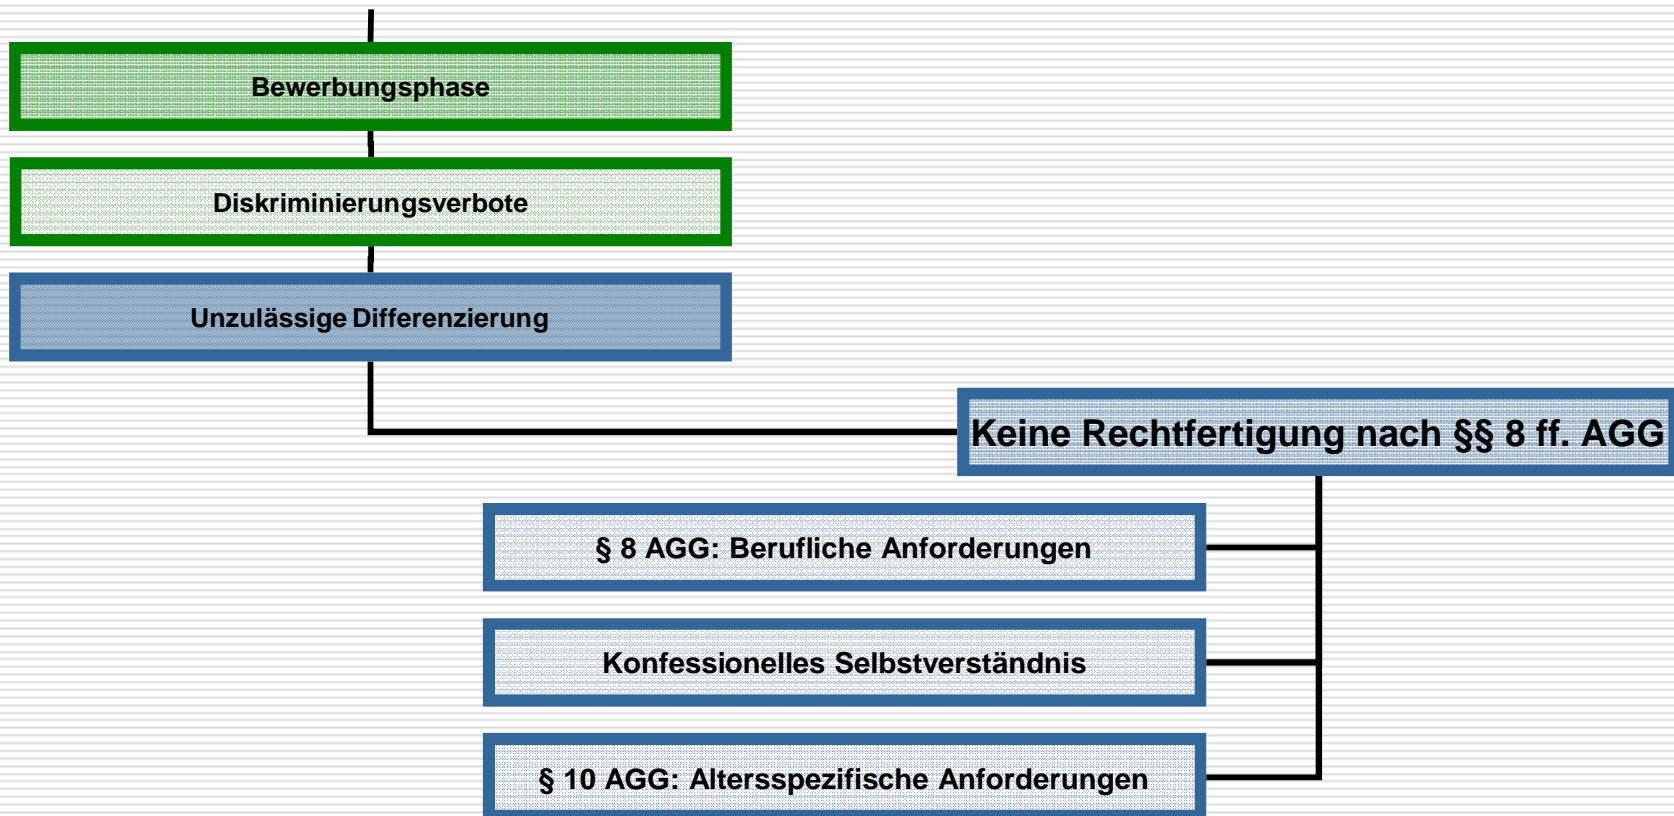 Bewerbungsphase
Diskriminierungsverbote
Unzulässige Differenzierung
Keine Rechtfertigung nach §§ 8 ff. AGG
§ 8 AGG: Berufliche Anforderungen
Konfessionelles Selbstverständnis
§ 10 AGG: Altersspezifische Anforderungen